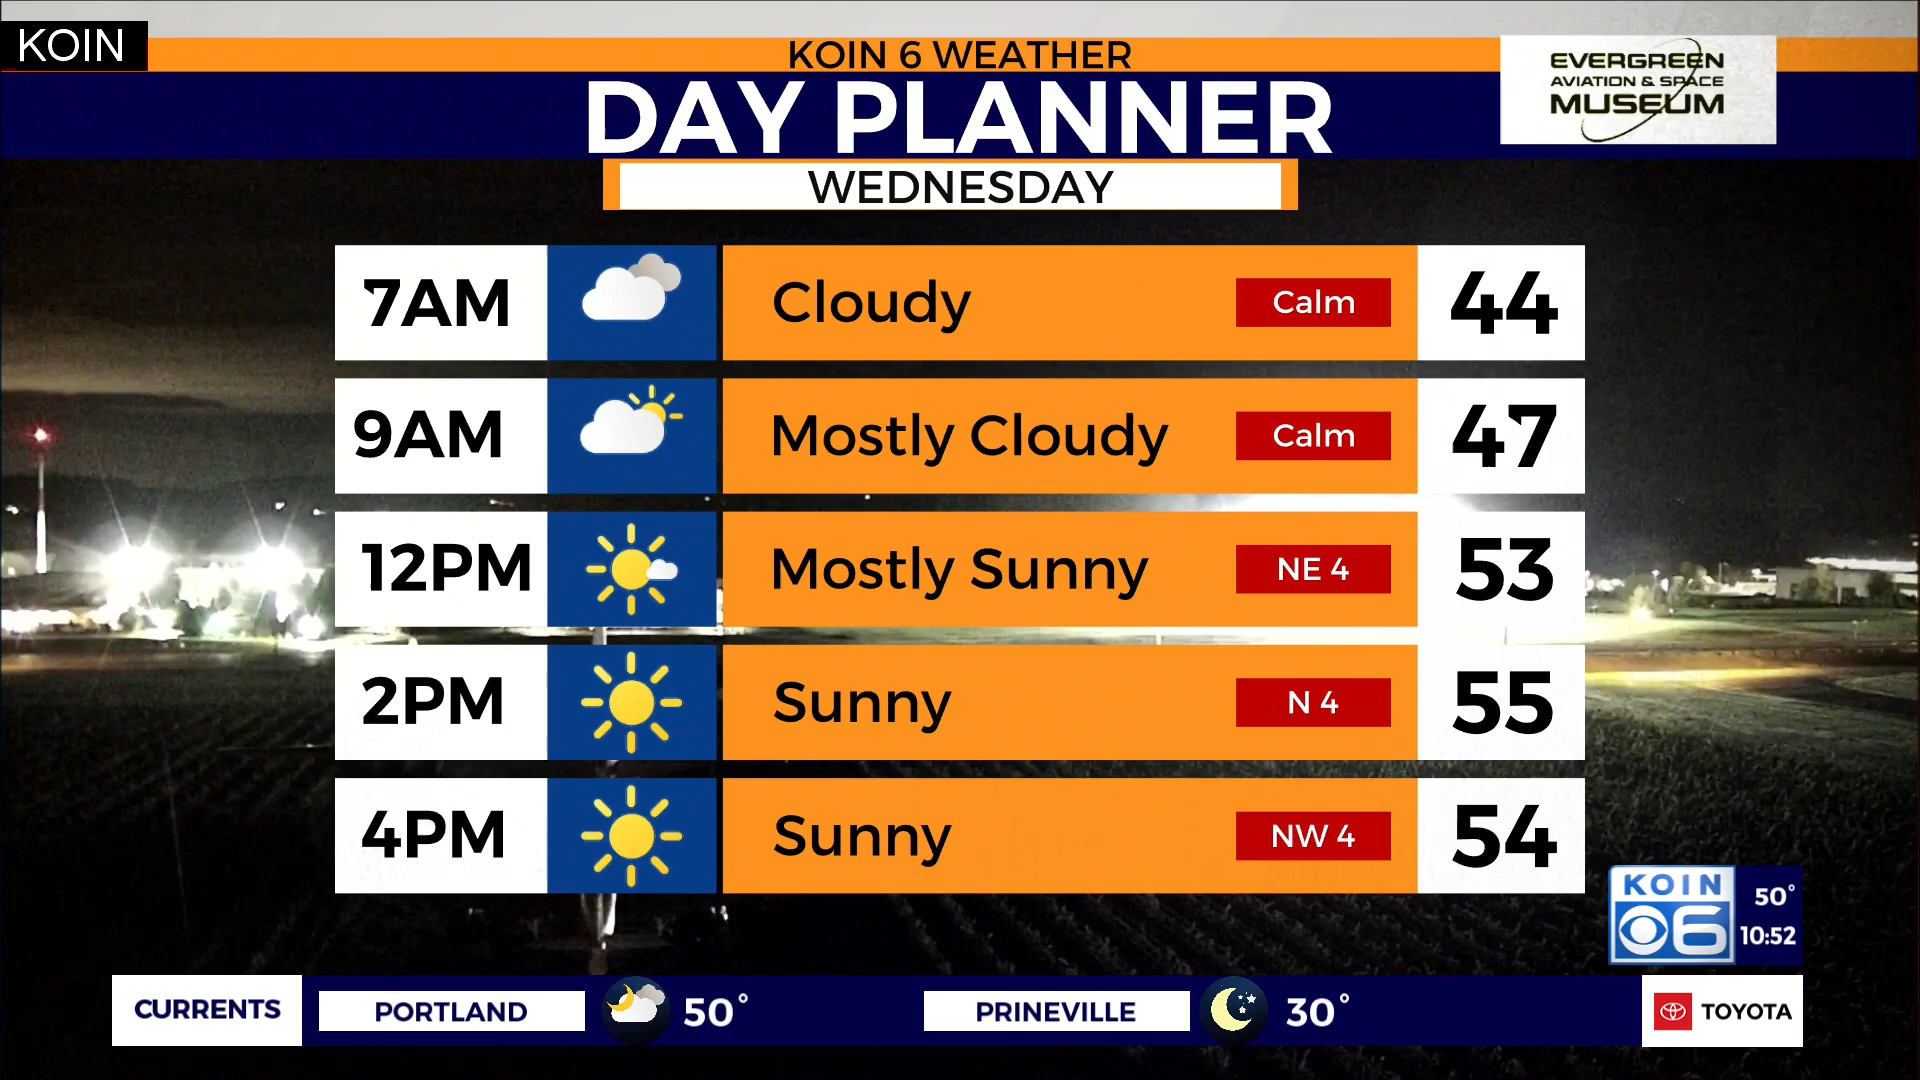 KOIN
KOIN 6 WEATHER
DAY PLANNER
EVERGREEN
AVIATION & SPACE
MUSEUM
WEDNESDAY
7AM Cloudy Calm 44
9AM Mostly Cloudy Calm 47
12PM Mostly Sunny NE 4 53
2PM Sunny N 4 55
4PM Sunny NW 4 54
KOIN
6
50°
10:52
CURRENTS PORTLAND 50° PRINEVILLE 30° TOYOTA